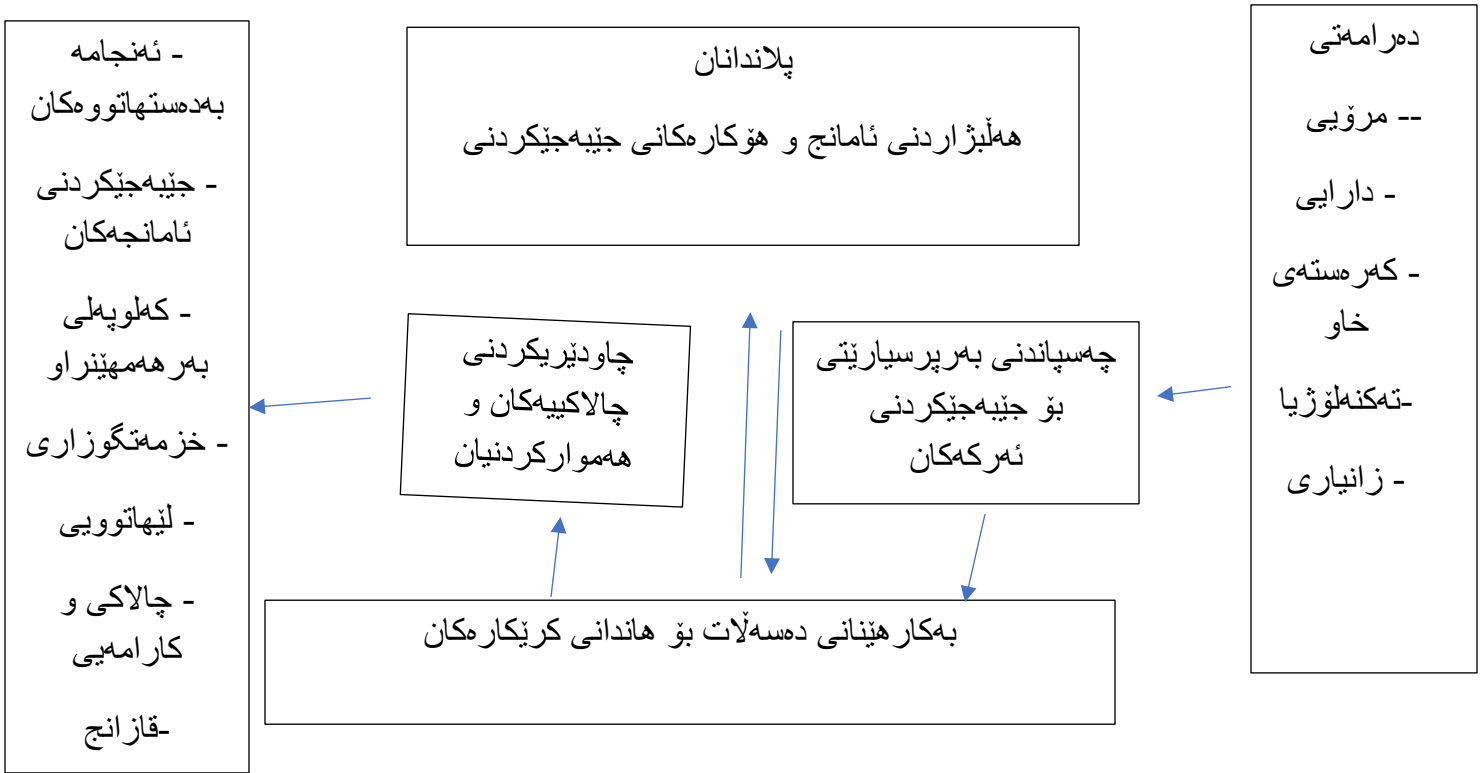 دەرامەتی
-- مرۆیی
- دارایی
- کەرەستەی
خاو
-تەکنەلۆژیا
- زانیاری
پلاندانان
هەڵبژاردنی ئامانج و هۆکارەکانی جێبەجێکردنی
چەسپاندنی بەرپرسیارێتی
بۆ جێبەجێکردنی
ئەرکەکان
چاودێریکردنی
چالاکییەکان و
هەموارکردنیان
بەکارهێنانی دەسەڵات بۆ هاندانی کرێکارەکان
- ئەنجامە
بەدەستهاتووەکان
- جێبەجێکردنی
ئامانجەکان
- کەلوپەلی
بەرهەمهێنراو
- خزمەتگوزاری
- لێهاتوویی
- چالاکی و
کارامەیی
-قازانج